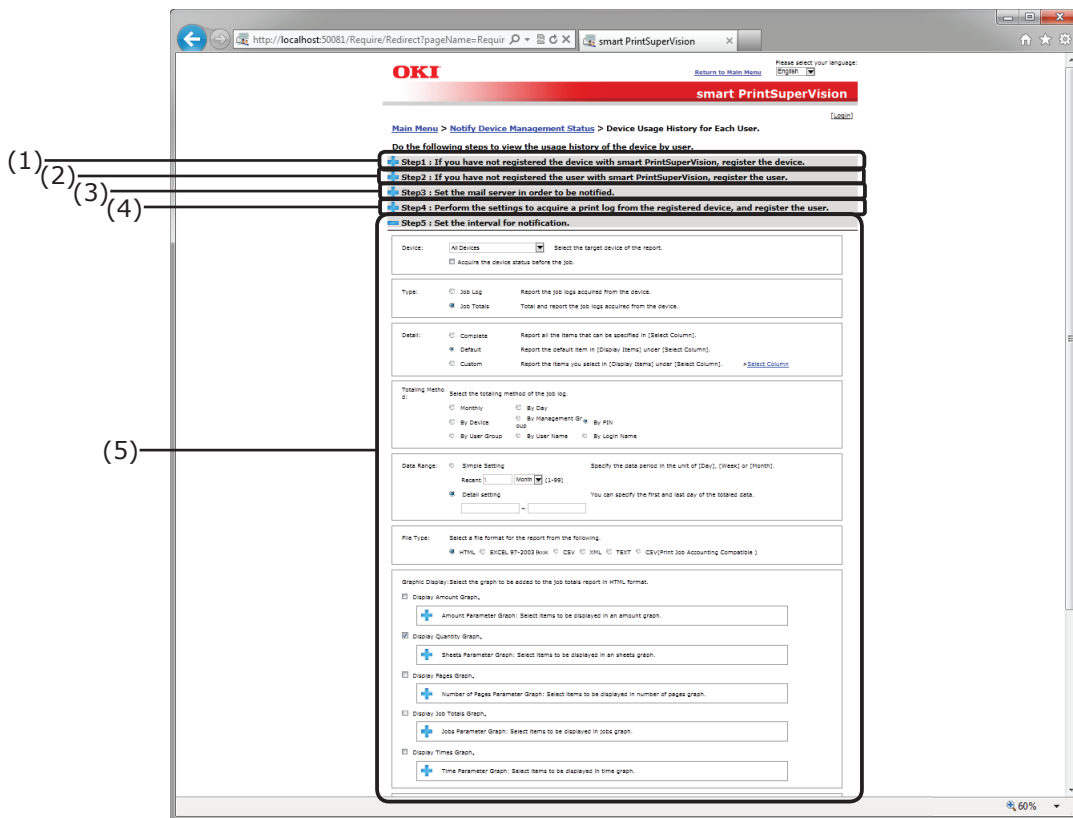 http://localhost:50081/Require/Redirect?pageName=Requir
smart PrintSuperVision
OKI
Return to Main Menu
Please select your language:
English
smart PrintSuperVision
[Login]
Main Menu > Notify Device Management Status > Device Usage History for Each User.
Do the following steps to view the usage history of the device by user.
(1)
Step1 : If you have not registered the device with smart PrintSuperVision, register the device.
(2)
Step2 : If you have not registered the user with smart PrintSuperVision, register the user.
(3)
Step3 : Set the mail server in order to be notified.
(4)
Step4 : Perform the settings to acquire a print log from the registered device, and register the user.
Step5 : Set the interval for notification.
Device: All Devices Select the target device of the report.
Acquire the device status before the job.
Type: Job Log Report the job logs acquired from the device.
Job Totals Total and report the job logs acquired from the device.
Detail: Complete Report all the items that can be specified in [Select Column].
Default Report the default item in [Display Items] under [Select Column].
Custom Report the items you select in [Display Items] under [Select Column]. »Select Column
Totaling Metho
d:
Select the totaling method of the job log.
Monthly By Day
By Device By Management Gr
oup
By PIN
By User Group By User Name By Login Name
(5)
Data Range: Simple Setting Specify the data period in the unit of [Day], [Week] or [Month].
Recent 1 Month (1-99)
Detail setting You can specify the first and last day of the totaled data.
~
File Type: Select a file format for the report from the following.
HTML EXCEL 97-2003 Book CSV XML TEXT CSV(Print Job Accounting Compatible )
Graphic Display:Select the graph to be added to the job totals report in HTML format.
Display Amount Graph.
Amount Parameter Graph: Select items to be displayed in an amount graph.
Display Quantity Graph.
Sheets Parameter Graph: Select items to be displayed in an sheets graph.
Display Pages Graph.
Number of Pages Parameter Graph: Select items to be displayed in number of pages graph.
Display Job Totals Graph.
Jobs Parameter Graph: Select items to be displayed in jobs graph.
Display Times Graph.
Time Parameter Graph: Select items to be displayed in time graph.
60%